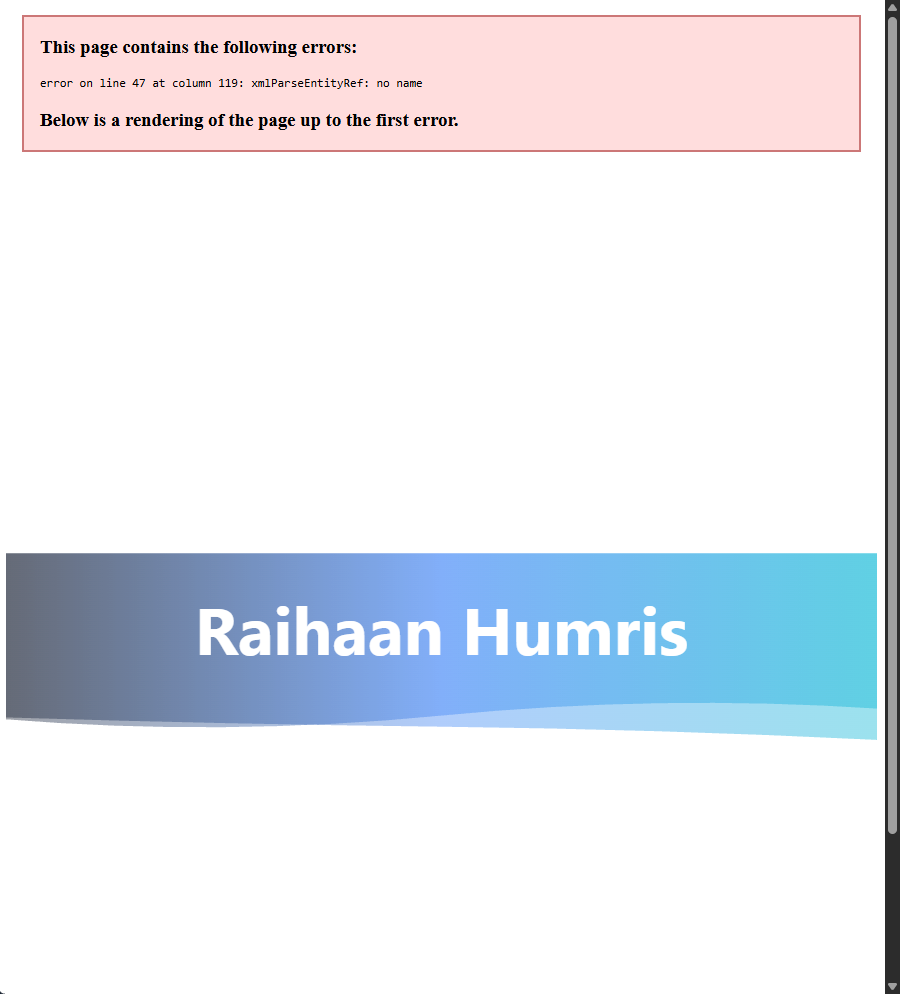 This page contains the following errors:
error on line 47 at column 119: xmlParseEntityRef: no name
Below is a rendering of the page up to the first error.
Raihaan Humris